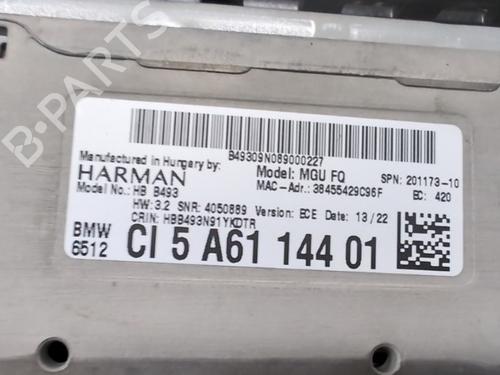 B-PARTS
B49309N089000227
Manufactured in Hungary by:
HARMAN
Model: MGU FQ
SPN: 201173-10
Model-No.: HB B493
MAC-Adr.: 38455429C96F
EC: 420
HW: 3.2 SNR: 4050889 Version: ECE Date: 13/22
CRIN: HBB493N91YKDTR
BMW
6512
CI 5 A61 144 01